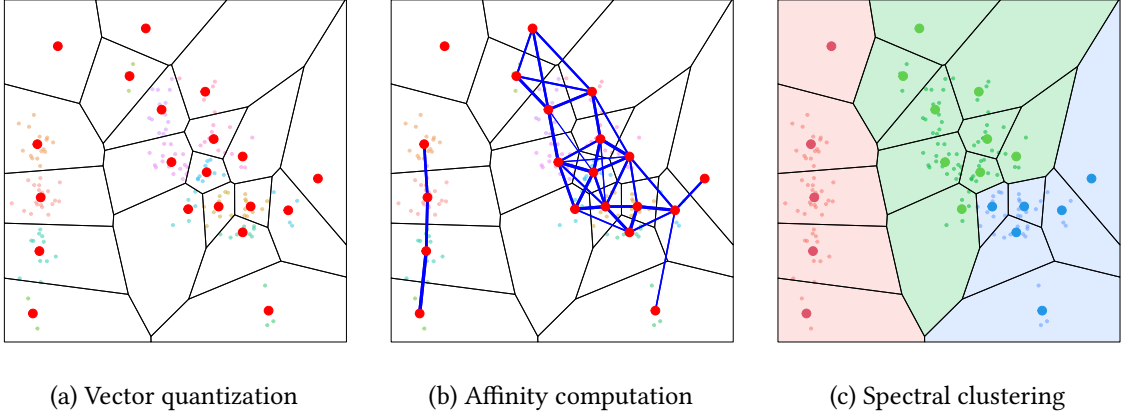 (a) Vector quantization
(b) Affinity computation
(c) Spectral clustering